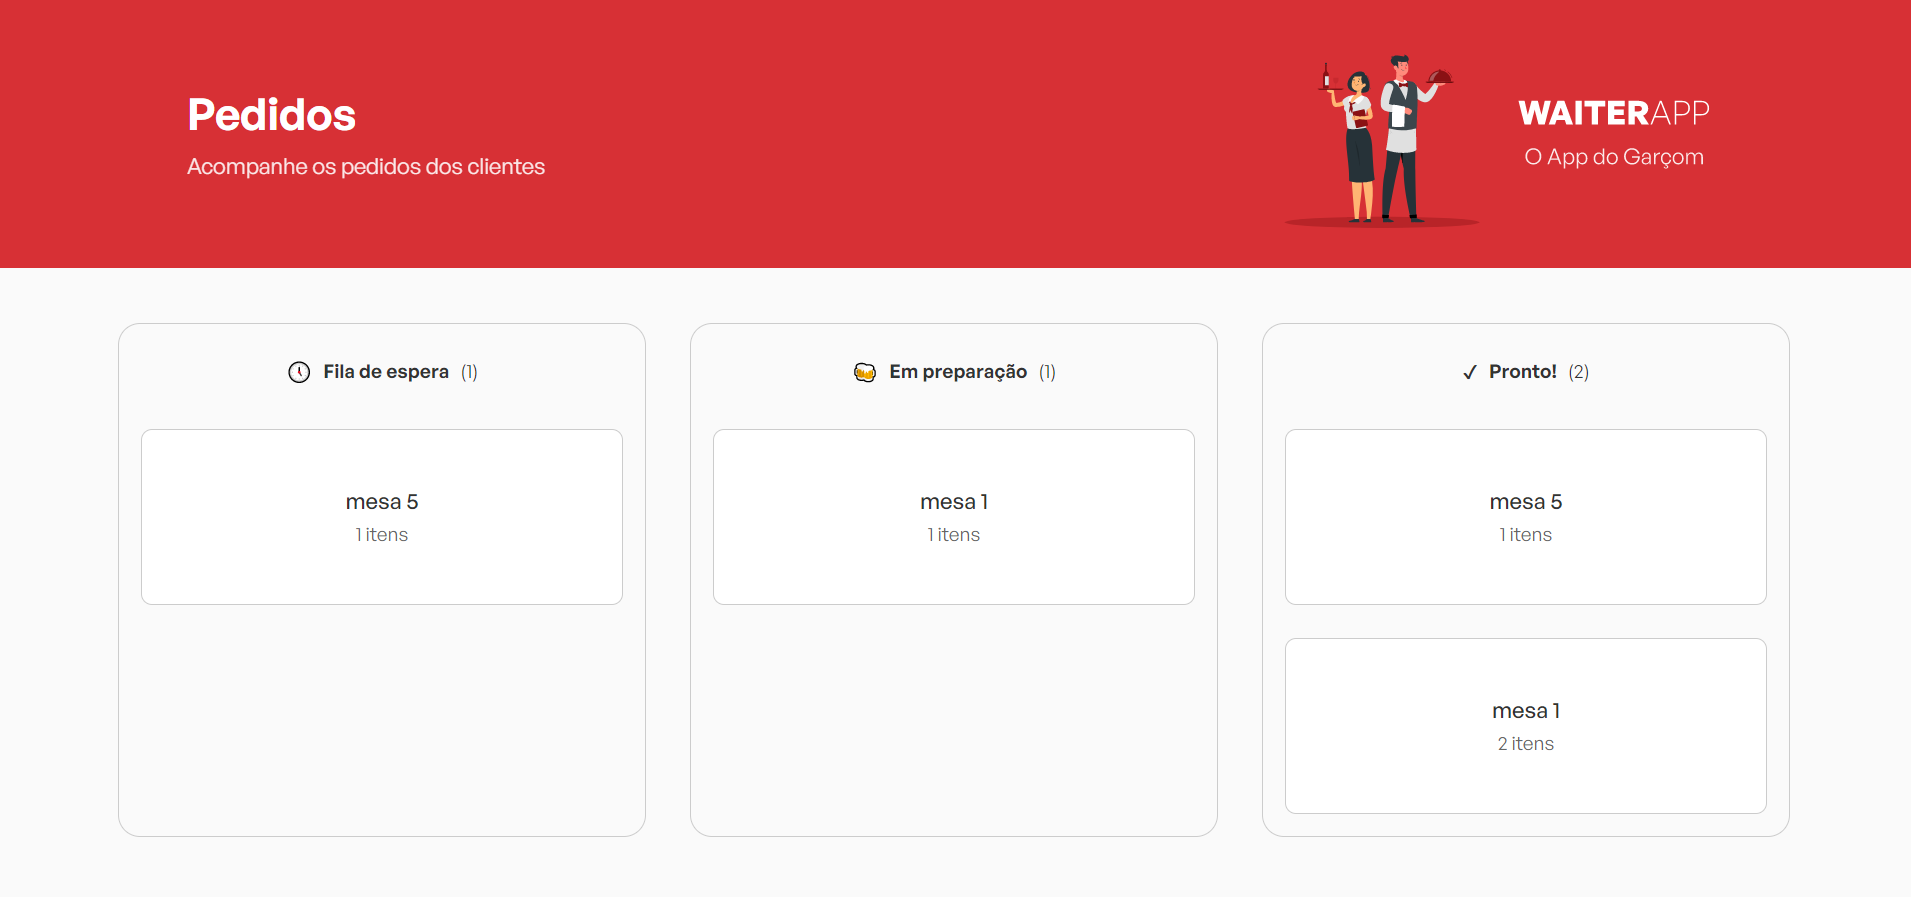 Pedidos
Acompanhe os pedidos dos clientes
WAITERAPP
O App do Garçom
Fila de espera (1)
mesa 5
1 itens
Em preparação (1)
mesa 1
1 itens
Pronto! (2)
mesa 5
1 itens
mesa 1
2 itens